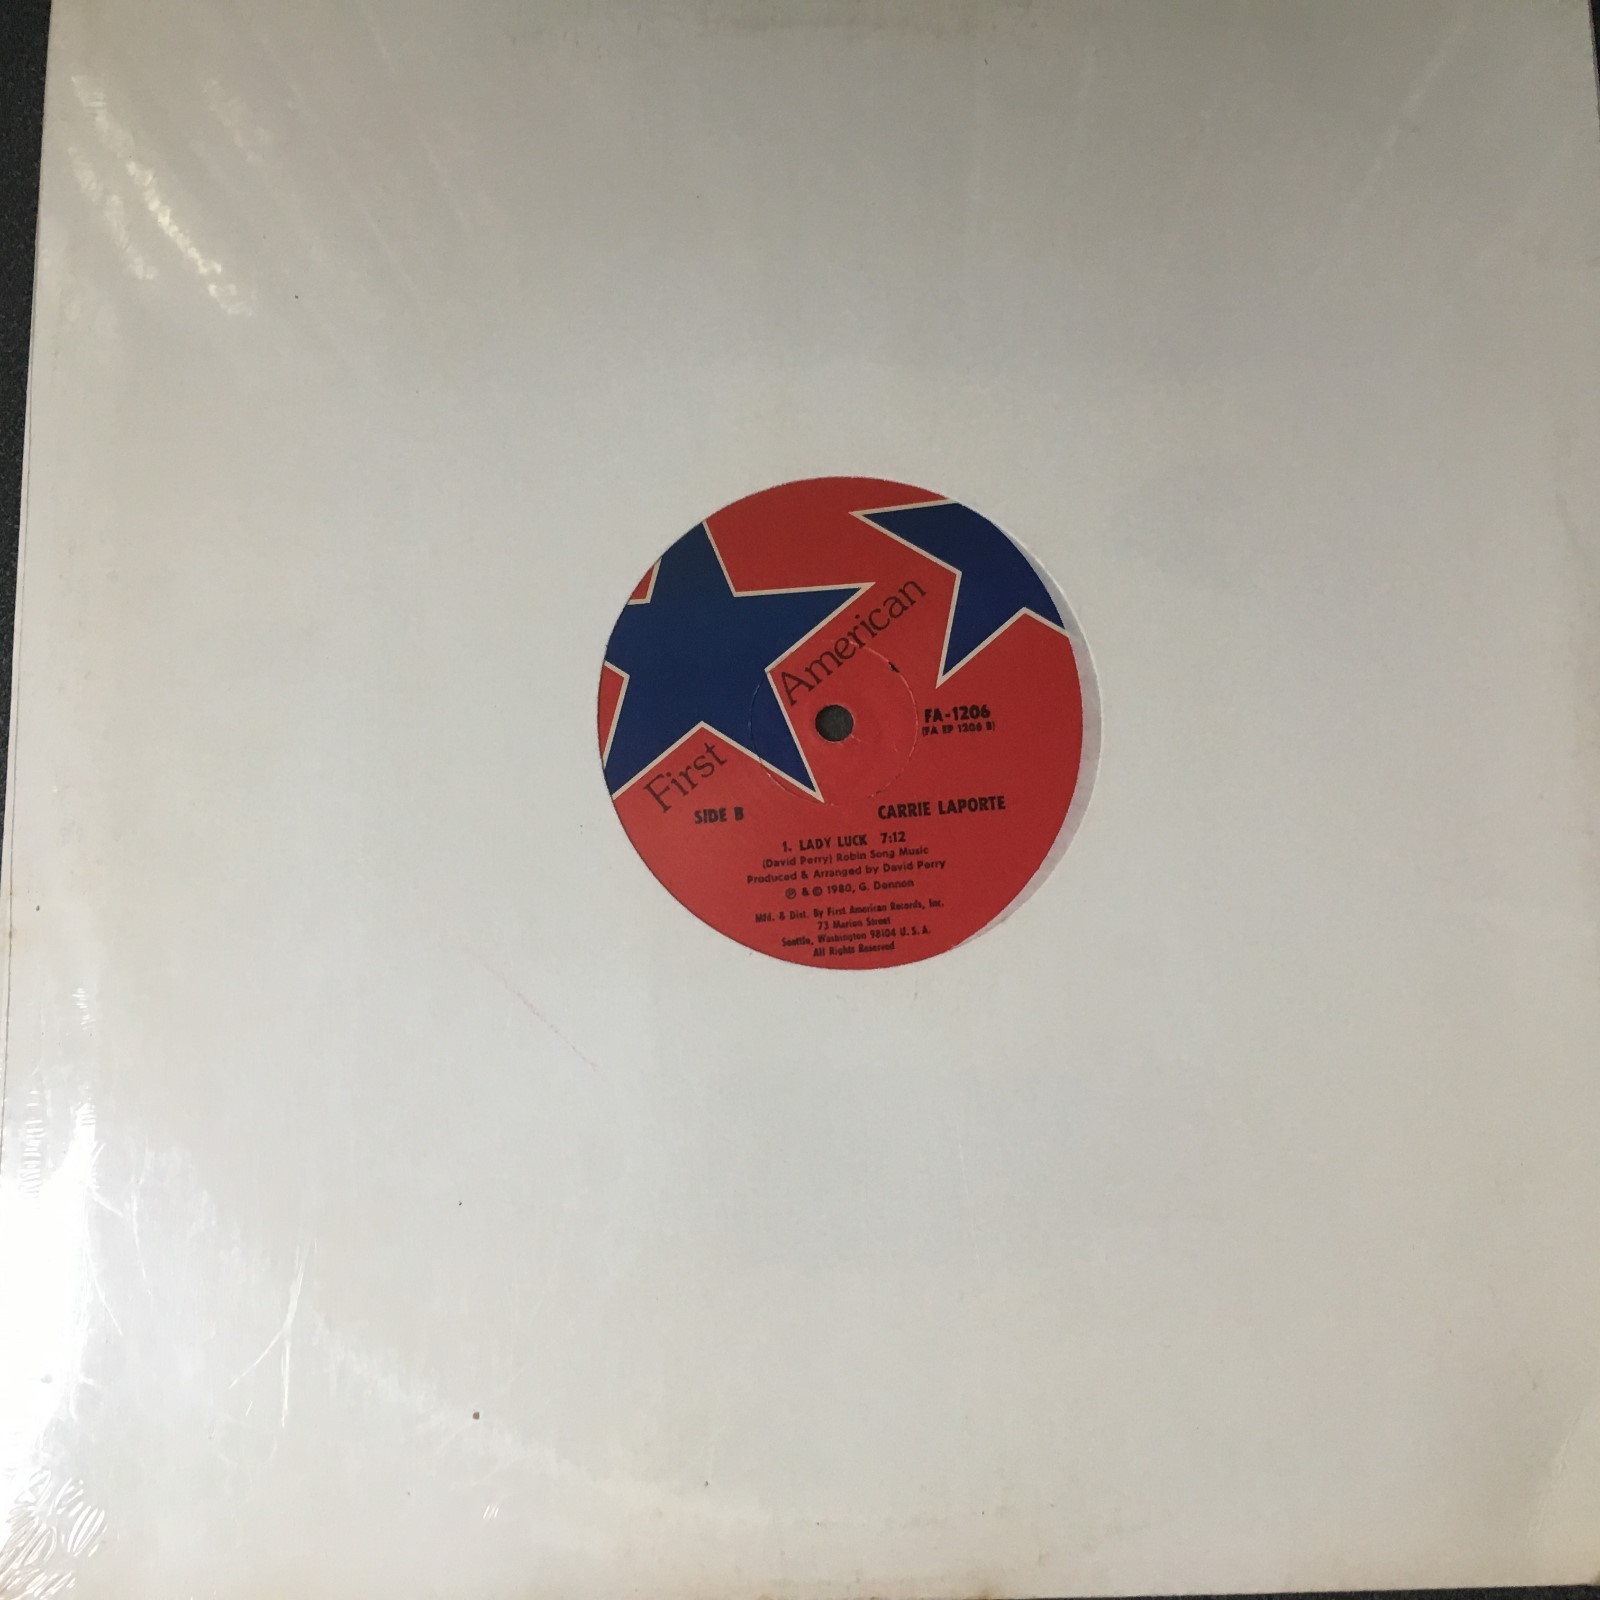 First American
FA-1206
(FA EP 1206 B)
SIDE B
CARRIE LAPORTE
1. LADY LUCK 7:12
(David Perry) Robin Song Music
Produced & Arranged by David Perry
℗ & © 1980, G. Dennon
Mfd. & Dist. By First American Records, Inc.
73 Marion Street
Seattle, Washington 98104 U.S.A.
All Rights Reserved